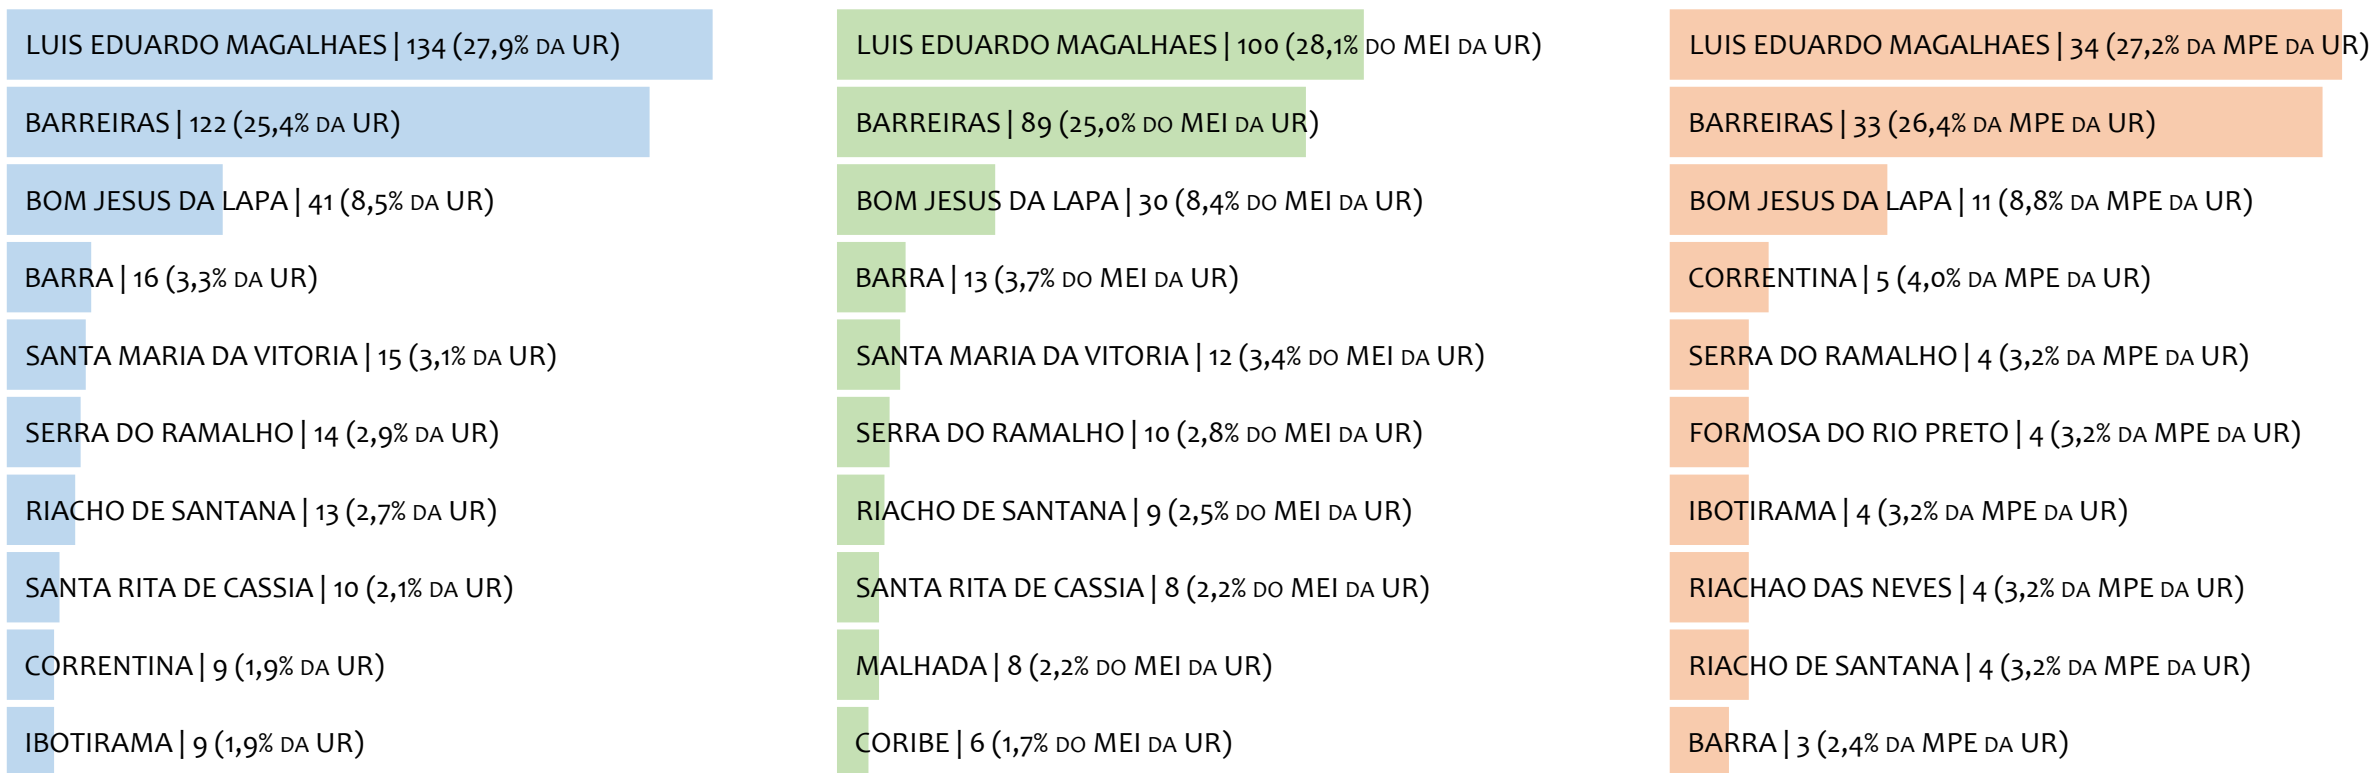 LUIS EDUARDO MAGALHAES | 134 (27,9% DA UR)
BARREIRAS | 122 (25,4% DA UR)
BOM JESUS DA LAPA | 41 (8,5% DA UR)
BARRA | 16 (3,3% DA UR)
SANTA MARIA DA VITORIA | 15 (3,1% DA UR)
SERRA DO RAMALHO | 14 (2,9% DA UR)
RIACHO DE SANTANA | 13 (2,7% DA UR)
SANTA RITA DE CASSIA | 10 (2,1% DA UR)
CORRENTINA | 9 (1,9% DA UR)
IBOTIRAMA | 9 (1,9% DA UR)
LUIS EDUARDO MAGALHAES | 100 (28,1% DO MEI DA UR)
BARREIRAS | 89 (25,0% DO MEI DA UR)
BOM JESUS DA LAPA | 30 (8,4% DO MEI DA UR)
BARRA | 13 (3,7% DO MEI DA UR)
SANTA MARIA DA VITORIA | 12 (3,4% DO MEI DA UR)
SERRA DO RAMALHO | 10 (2,8% DO MEI DA UR)
RIACHO DE SANTANA | 9 (2,5% DO MEI DA UR)
SANTA RITA DE CASSIA | 8 (2,2% DO MEI DA UR)
MALHADA | 8 (2,2% DO MEI DA UR)
CORIBE | 6 (1,7% DO MEI DA UR)
LUIS EDUARDO MAGALHAES | 34 (27,2% DA MPE DA UR)
BARREIRAS | 33 (26,4% DA MPE DA UR)
BOM JESUS DA LAPA | 11 (8,8% DA MPE DA UR)
CORRENTINA | 5 (4,0% DA MPE DA UR)
SERRA DO RAMALHO | 4 (3,2% DA MPE DA UR)
FORMOSA DO RIO PRETO | 4 (3,2% DA MPE DA UR)
IBOTIRAMA | 4 (3,2% DA MPE DA UR)
RIACHAO DAS NEVES | 4 (3,2% DA MPE DA UR)
RIACHO DE SANTANA | 4 (3,2% DA MPE DA UR)
BARRA | 3 (2,4% DA MPE DA UR)